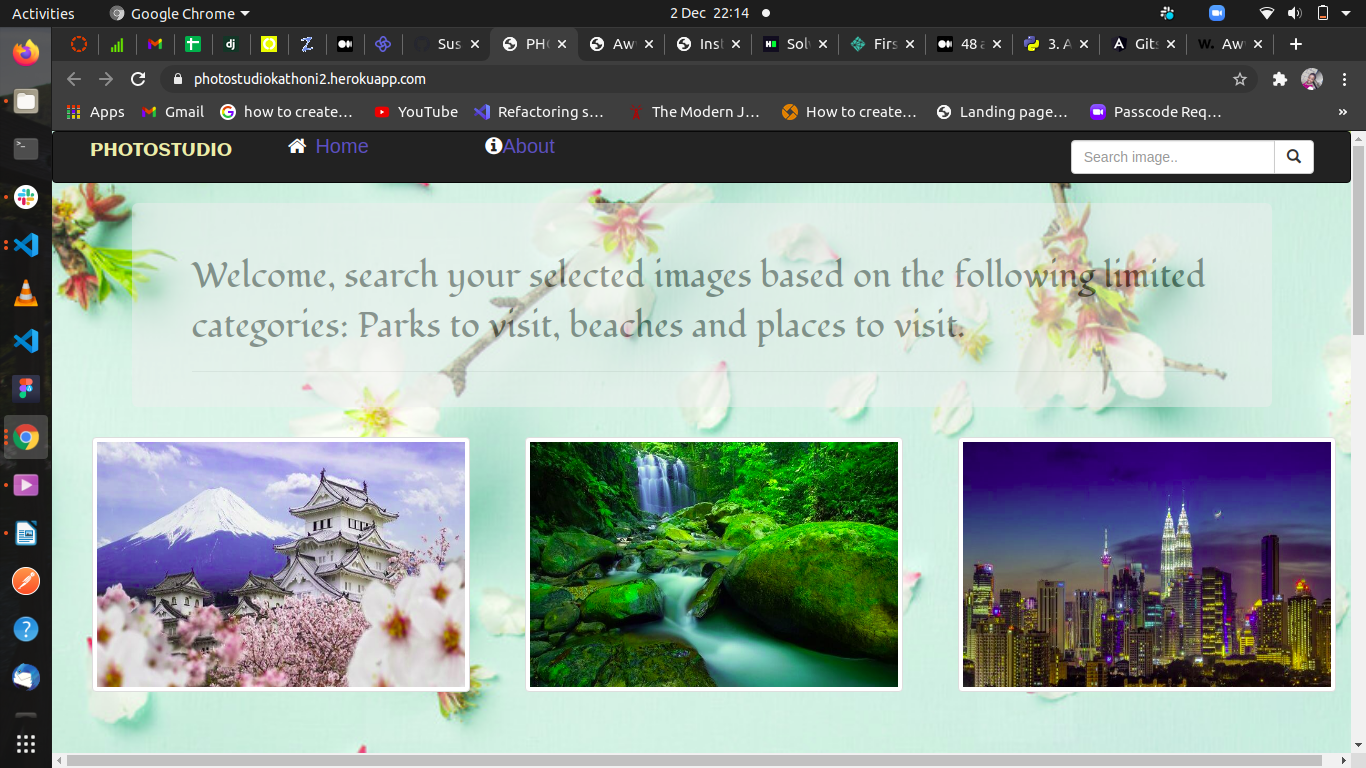 Activities Google Chrome 2 Dec 22:14
dj Sus PHO Aw Inst Solv Firs 48 a 3. A Gits Aw
photostudiokathoni2.herokuapp.com
Apps Gmail how to create... YouTube Refactoring s... The Modern J... How to create... Landing page... Passcode Req... »
PHOTOSTUDIO Home About Search image..
Welcome, search your selected images based on the following limited
categories: Parks to visit, beaches and places to visit.